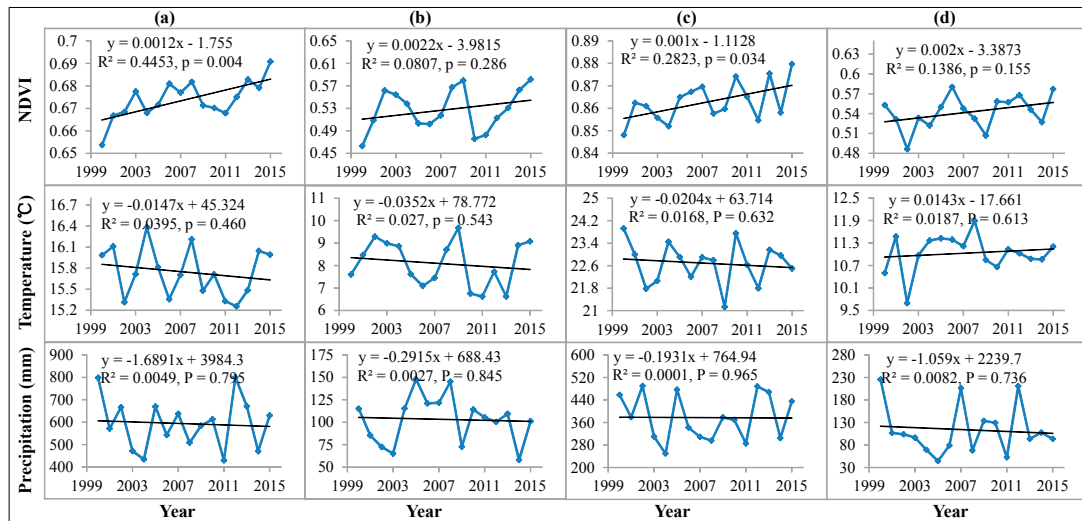 (a) (b) (c) (d)
NDVI
y = 0.0012x - 1.755
R² = 0.4453, p = 0.004
0.7
0.69
0.68
0.67
0.66
0.65
1999 2003 2007 2011 2015
y = 0.0022x - 3.9815
R² = 0.0807, p = 0.286
0.65
0.61
0.57
0.53
0.49
0.45
1999 2003 2007 2011 2015
y = 0.001x - 1.1128
R² = 0.2823, p = 0.034
0.89
0.88
0.87
0.86
0.85
0.84
1999 2003 2007 2011 2015
y = 0.002x - 3.3873
R² = 0.1386, p = 0.155
0.63
0.6
0.57
0.54
0.51
0.48
1999 2003 2007 2011 2015
Temperature (℃)
y = -0.0147x + 45.324
R² = 0.0395, p = 0.460
16.7
16.4
16.1
15.8
15.5
15.2
1999 2003 2007 2011 2015
y = -0.0352x + 78.772
R² = 0.027, p = 0.543
11
10
9
8
7
6
1999 2003 2007 2011 2015
y = -0.0204x + 63.714
R² = 0.0168, p = 0.632
25
24.2
23.4
22.6
21.8
21
1999 2003 2007 2011 2015
y = 0.0143x - 17.661
R² = 0.0187, P = 0.613
13.1
11.9
11.3
10.7
9.5
1999 2003 2007 2011 2015
Precipitation (mm)
y = -1.6891x + 3984.3
R² = 0.0049, P = 0.795
900
800
700
600
500
400
1999 2003 2007 2011 2015
y = -0.2915x + 688.43
R² = 0.0027, P = 0.845
175
150
125
100
75
50
1999 2003 2007 2011 2015
y = -0.1931x + 764.94
R² = 0.0001, P = 0.965
600
540
480
420
360
280
200
1999 2003 2007 2011 2015
y = -1.059x + 2239.7
R² = 0.0082, P = 0.736
280
230
180
130
80
30
1999 2003 2007 2011 2015
Year Year Year Year